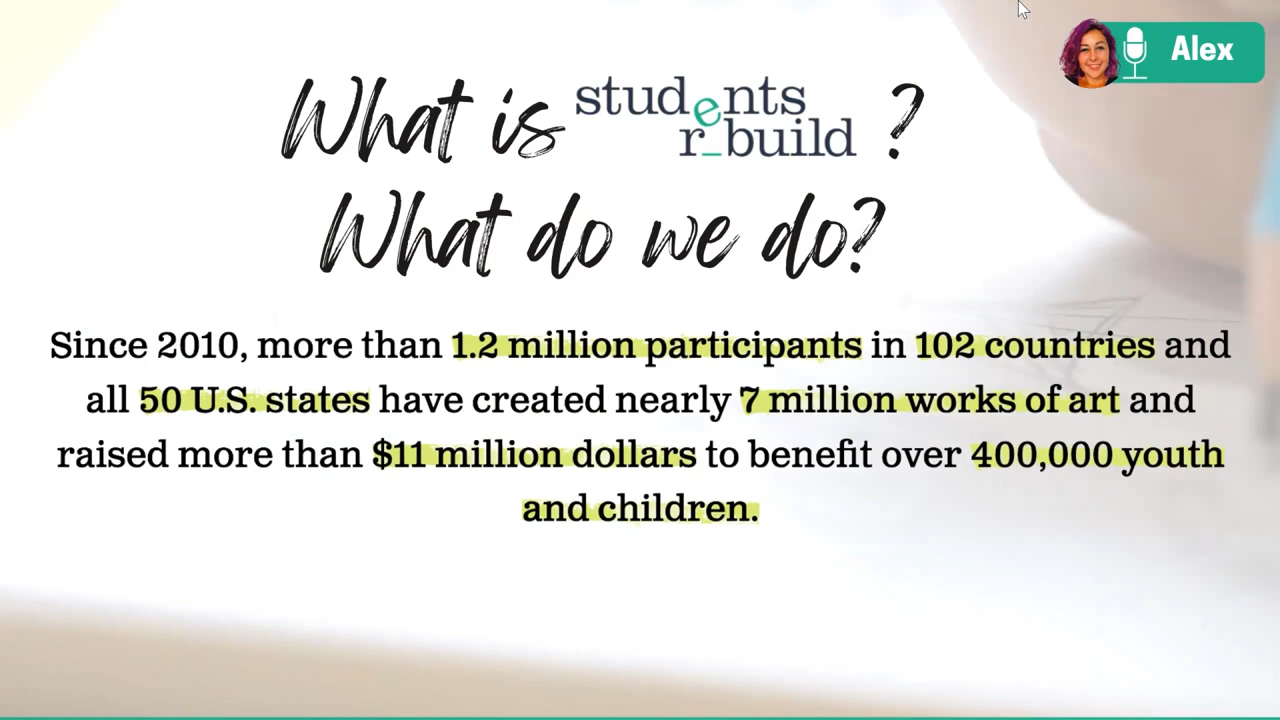 Alex
What is students r_build ?
What do we do?
Since 2010, more than 1.2 million participants in 102 countries and
all 50 U.S. states have created nearly 7 million works of art and
raised more than $11 million dollars to benefit over 400,000 youth
and children.